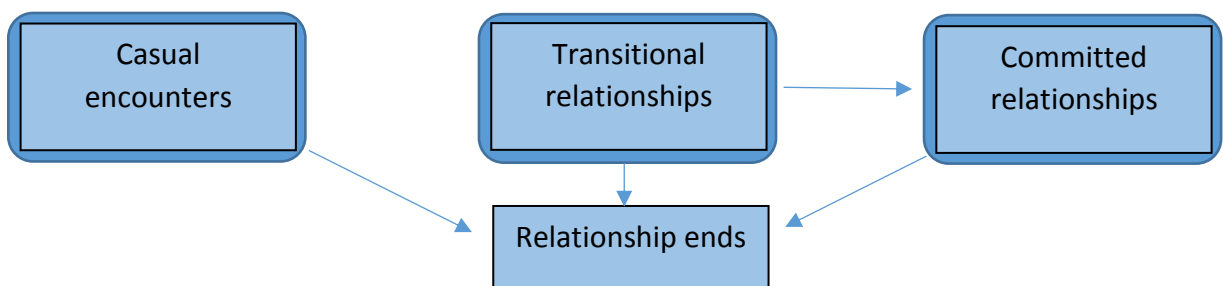 Casual
encounters
Transitional
relationships
Committed
relationships
Relationship ends